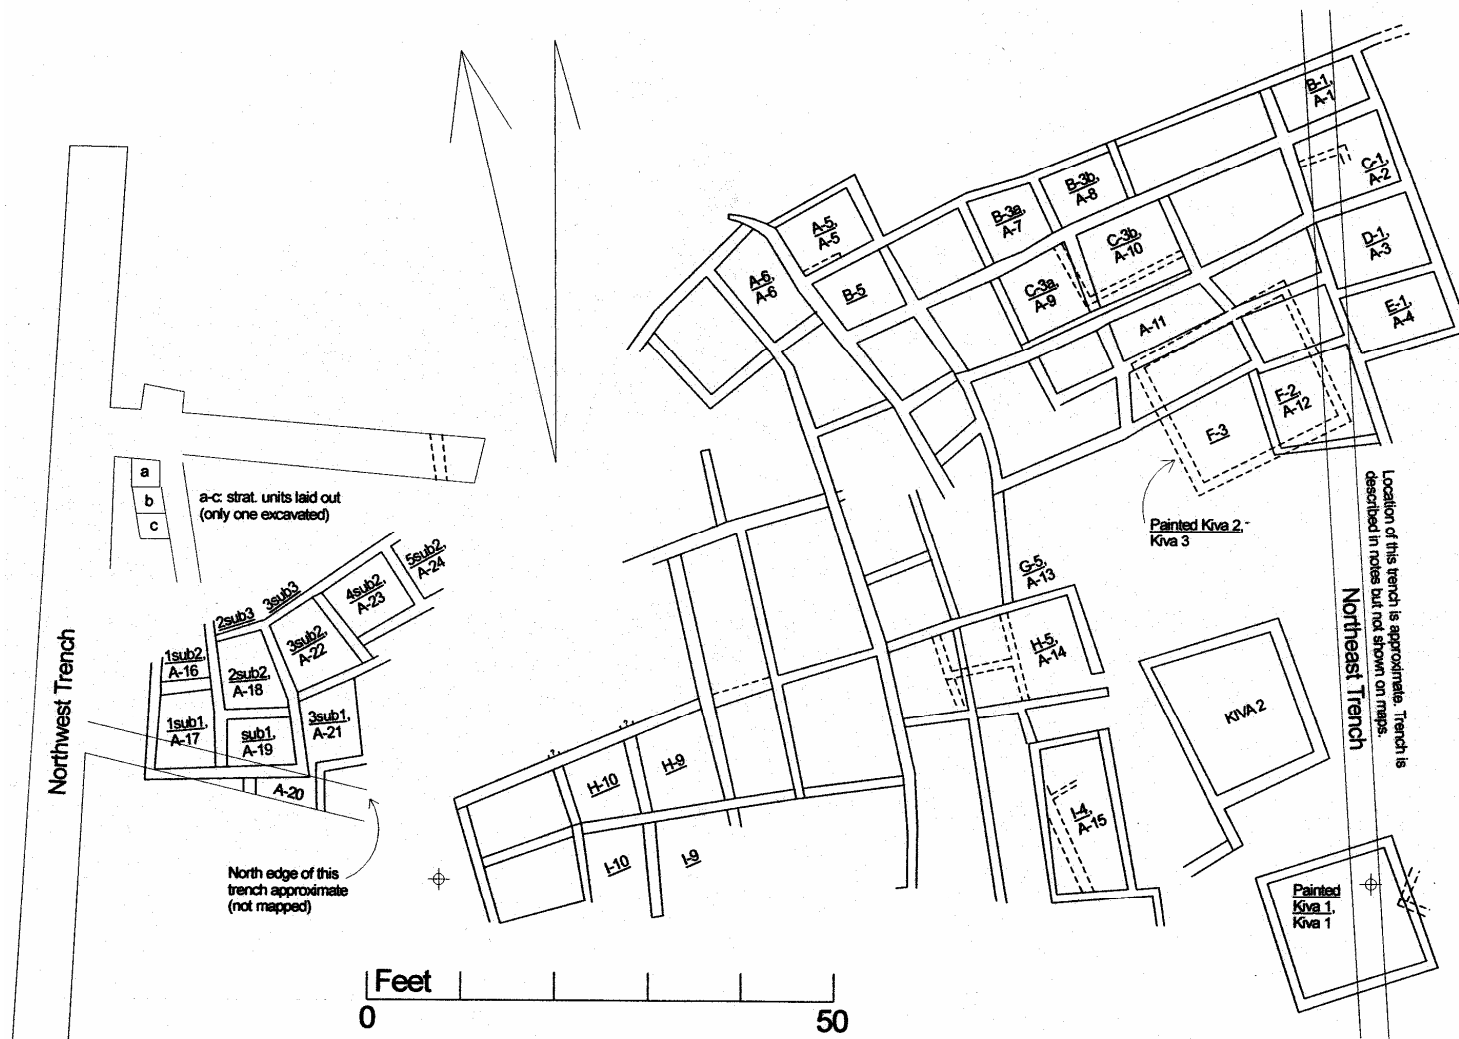 B-1,
A-1
C-1,
A-2
D-1,
A-3
E-1,
A-4
B-3b,
A-8
B-3a,
A-7
C-3b,
A-10
C-3a,
A-9
A-5,
A-5
A-6,
A-6
B-5
A-11
F-2,
A-12
F-3
Painted Kiva 2,
Kiva 3
Location of this trench is approximate. Trench is
described in notes but not shown on maps.
Northeast Trench
a
b
c
a-c: strat. units laid out
(only one excavated)
5sub2,
A-24
4sub2,
A-23
3sub3
2sub3
3sub2,
A-22
1sub2,
A-16
2sub2,
A-18
1sub1,
A-17
sub1,
A-19
3sub1,
A-21
A-20
Northwest Trench
North edge of this
trench approximate
(not mapped)
G-5,
A-13
H-5,
A-14
KIVA 2
?
?
H-10
H-9
I-10
I-9
I-4,
A-15
Painted
Kiva 1,
Kiva 1
Feet
0
50